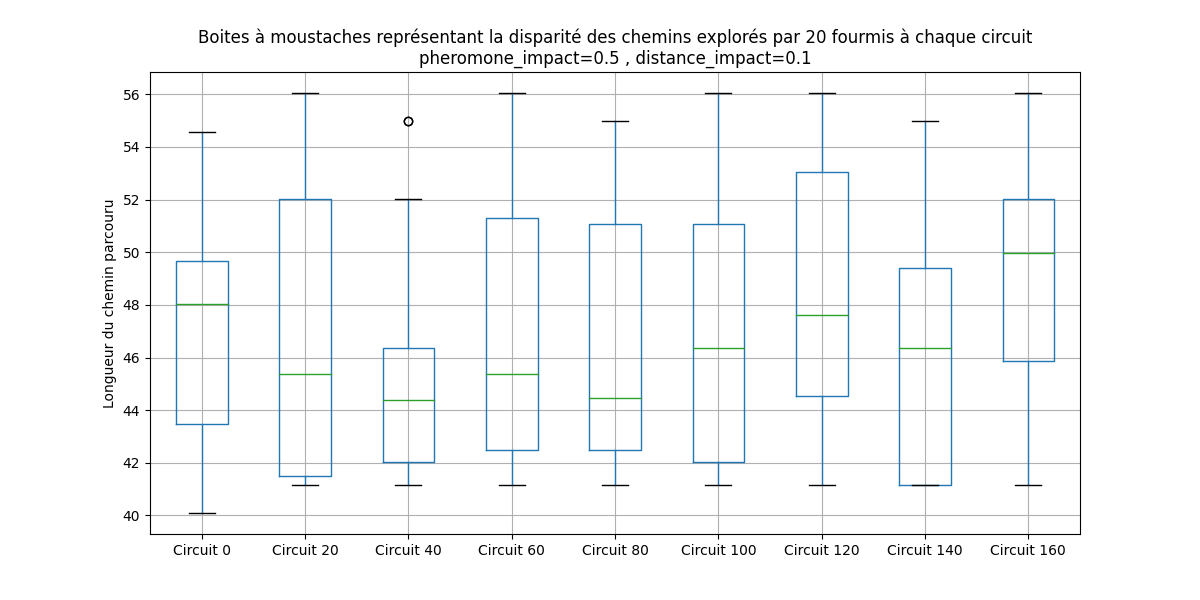 Boites à moustaches représentant la disparité des chemins explorés par 20 fourmis à chaque circuit
pheromone_impact=0.5 , distance_impact=0.1
Longueur du chemin parcouru
56
54
52
50
48
46
44
42
40
Circuit 0 Circuit 20 Circuit 40 Circuit 60 Circuit 80 Circuit 100 Circuit 120 Circuit 140 Circuit 160